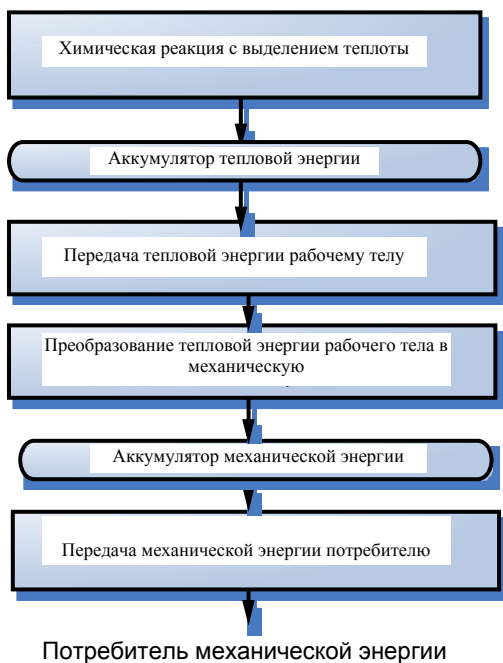 Химическая реакция с выделением теплоты
Аккумулятор тепловой энергии
Передача тепловой энергии рабочему телу
Преобразование тепловой энергии рабочего тела в
механическую
Аккумулятор механической энергии
Передача механической энергии потребителю
Потребитель механической энергии